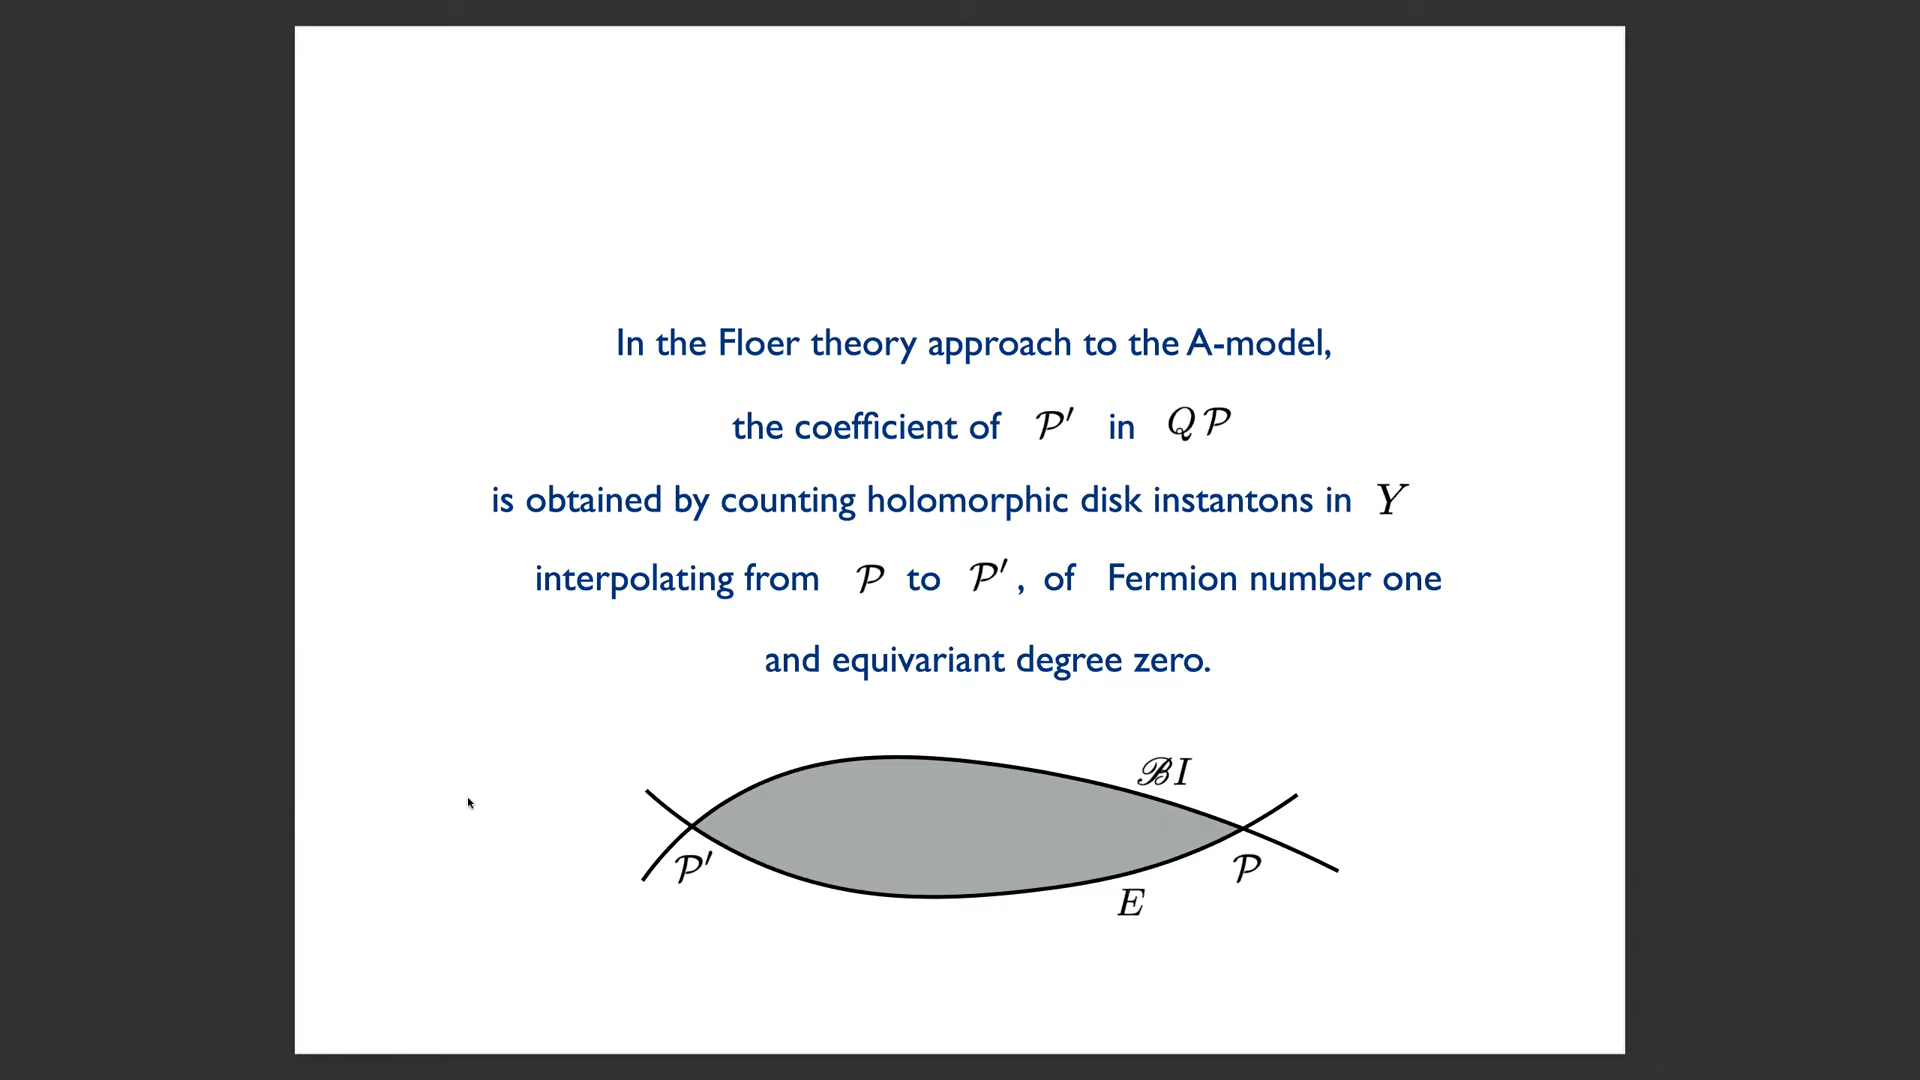 In the Floer theory approach to the A-model,
the coefficient of 𝒫′ in Q𝒫
is obtained by counting holomorphic disk instantons in Y
interpolating from 𝒫 to 𝒫′, of Fermion number one
and equivariant degree zero.
ℬI
𝒫′
𝒫
E